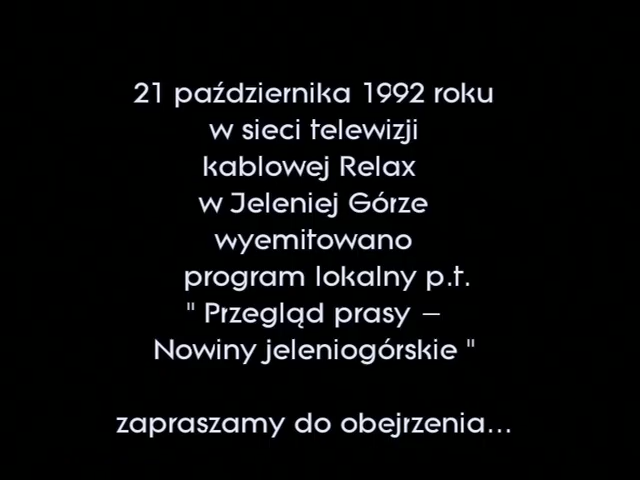 21 października 1992 roku
w sieci telewizji
kablowej Relax
w Jeleniej Górze
wyemitowano
program lokalny p.t.
" Przegląd prasy –
Nowiny jeleniogórskie "
zapraszamy do obejrzenia...